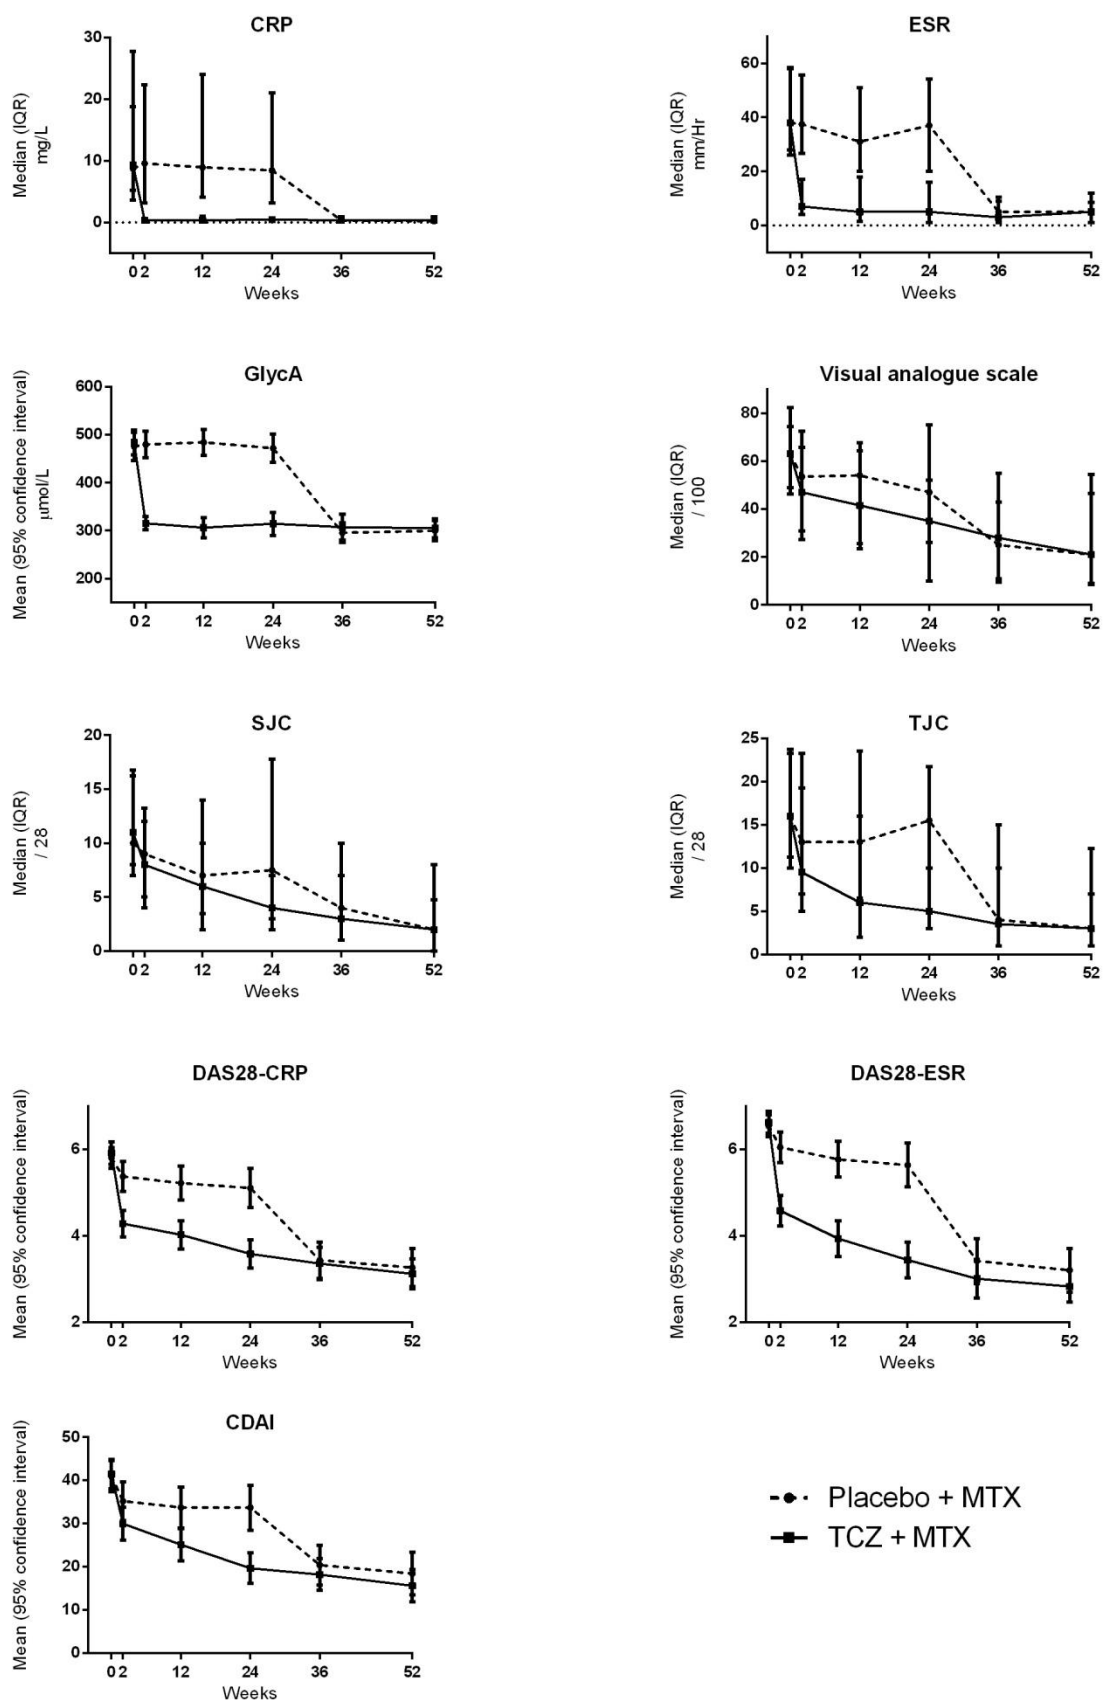 CRP
Median (IQR)
mg/L
30
20
10
0
0 2 12 24 36 52
Weeks
ESR
Median (IQR)
mm/Hr
60
40
20
0
0 2 12 24 36 52
Weeks
GlycA
Mean (95% confidence interval)
μmol/L
600
500
400
300
200
0 2 12 24 36 52
Weeks
Visual analogue scale
Median (IQR)
/ 100
80
60
40
20
0
0 2 12 24 36 52
Weeks
SJC
Median (IQR)
/ 28
20
15
10
5
0
0 2 12 24 36 52
Weeks
TJC
Median (IQR)
/ 28
25
20
15
10
5
0
0 2 12 24 36 52
Weeks
DAS28-CRP
Mean (95% confidence interval)
6
4
2
0 2 12 24 36 52
Weeks
DAS28-ESR
Mean (95% confidence interval)
6
4
2
0 2 12 24 36 52
Weeks
CDAI
Mean (95% confidence interval)
50
40
30
20
10
0
0 2 12 24 36 52
Weeks
Placebo + MTX
TCZ + MTX